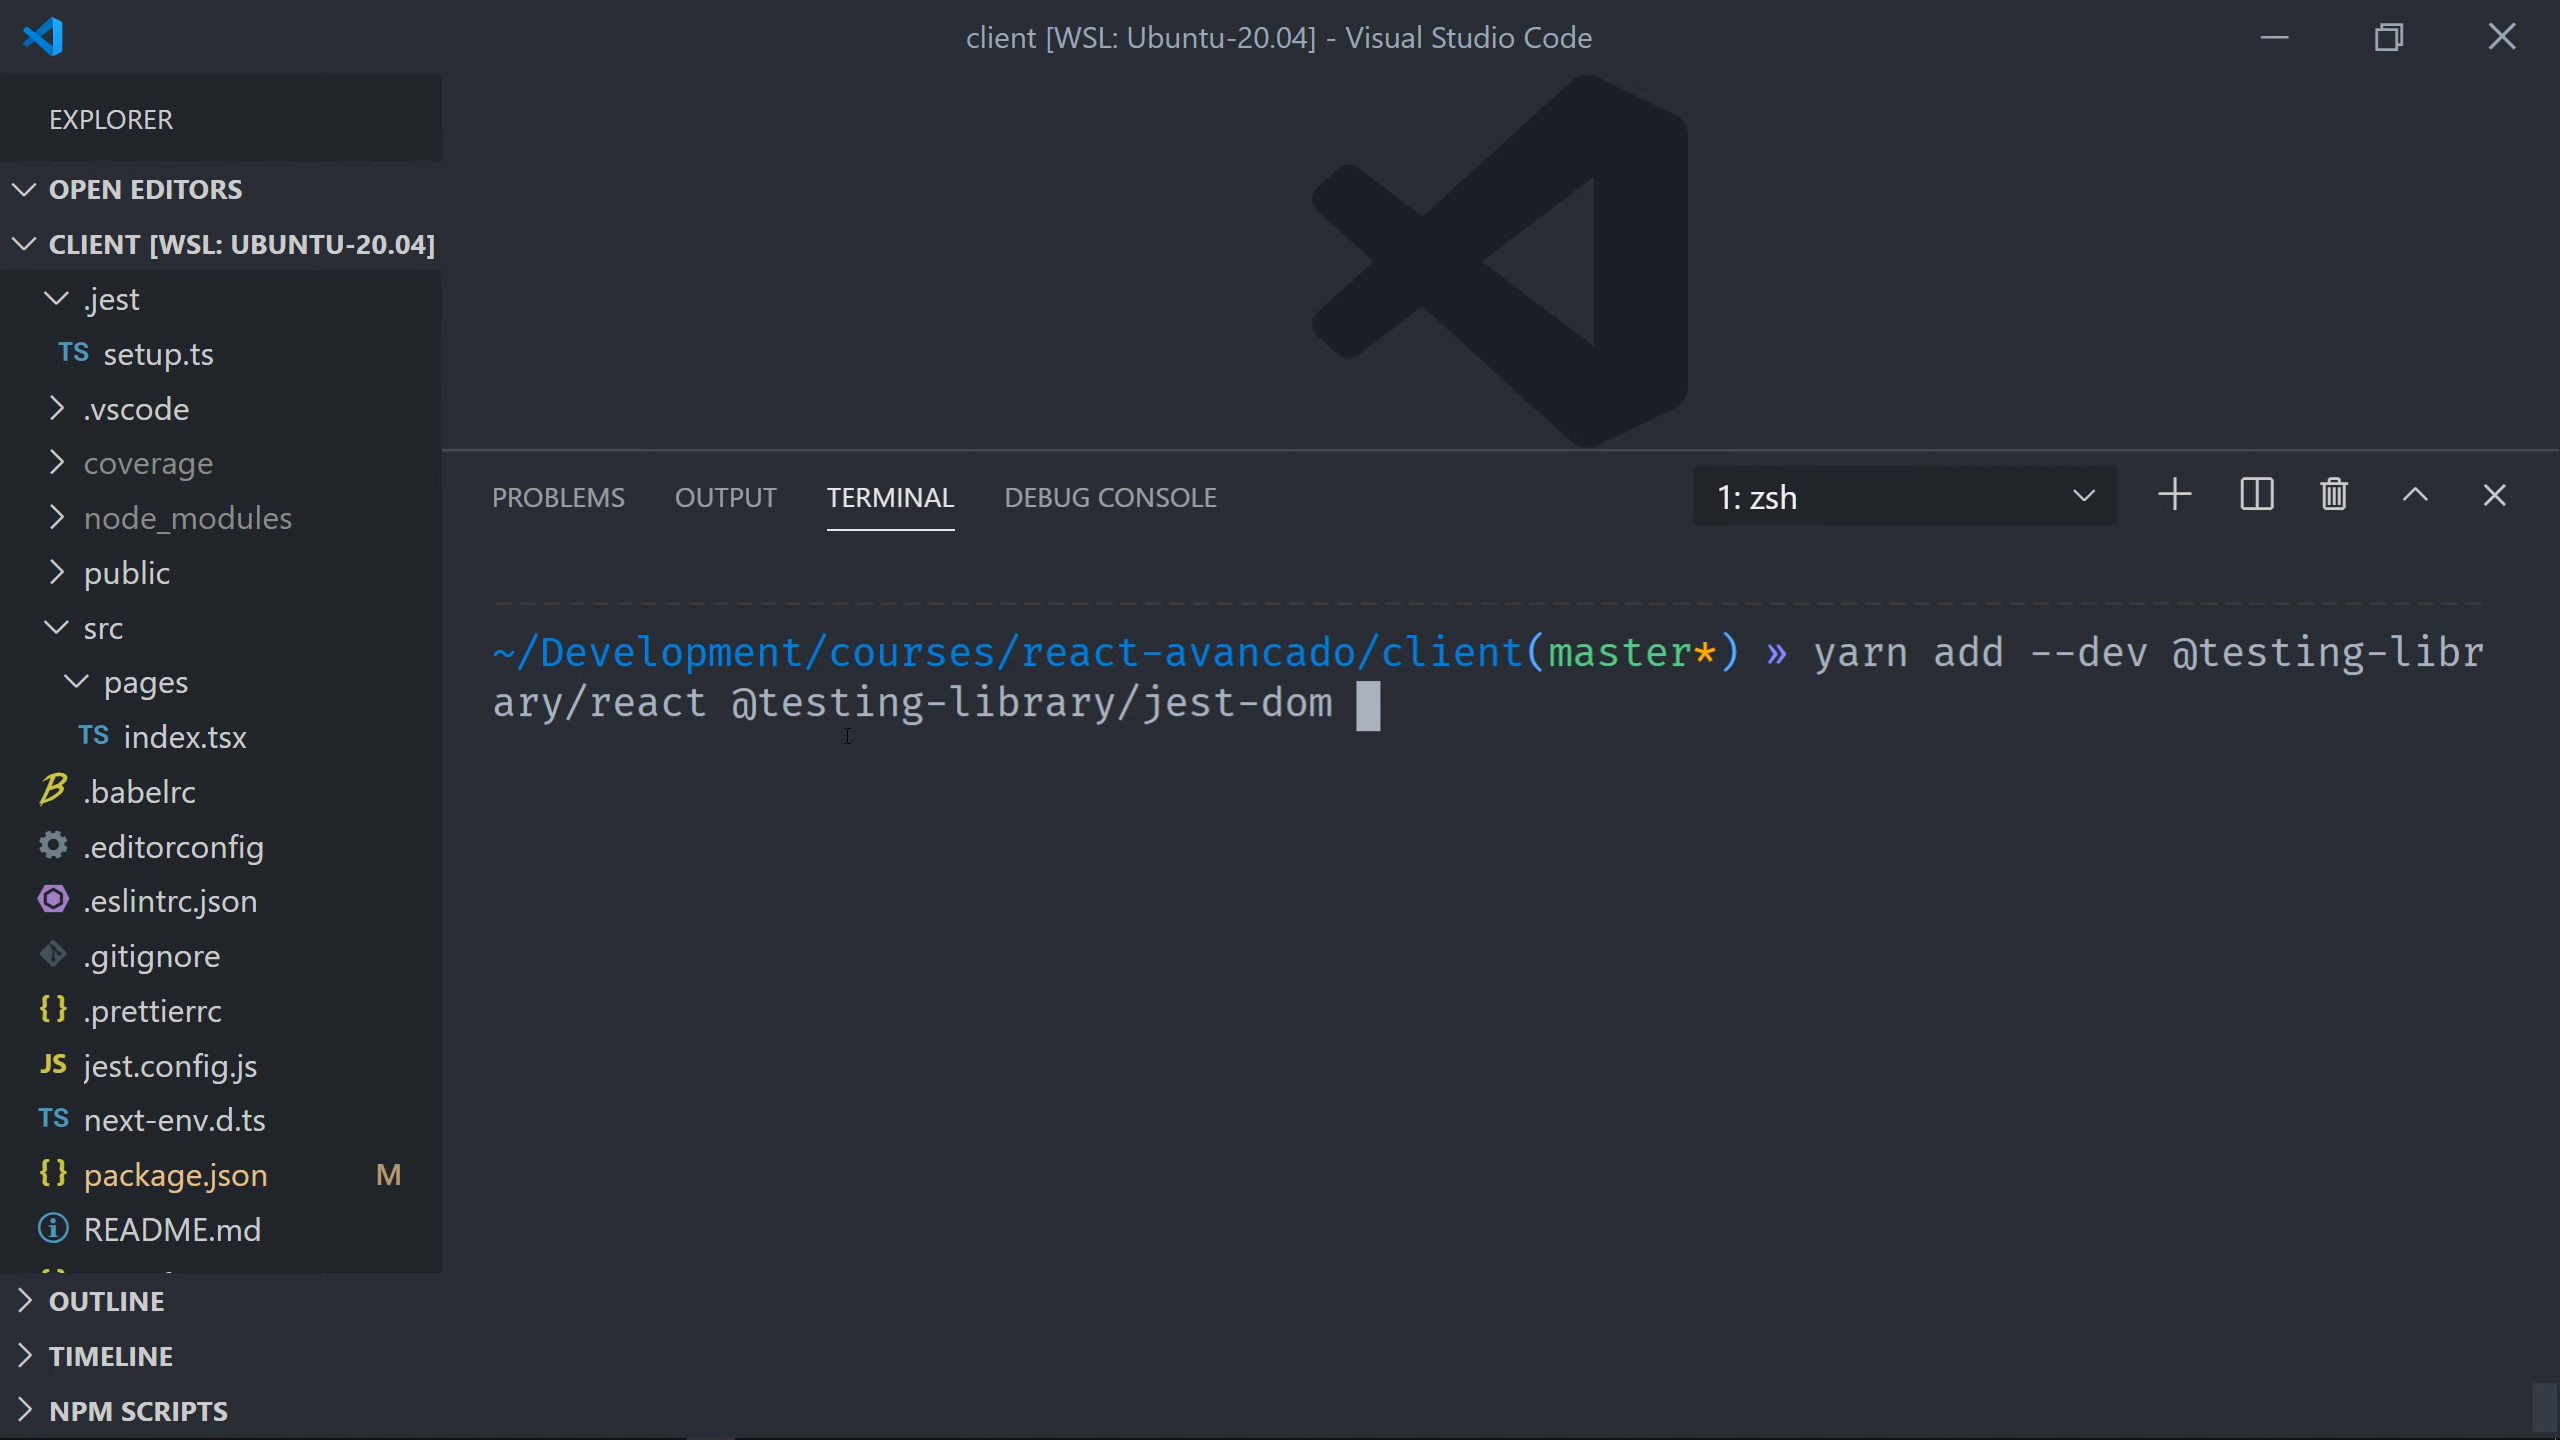 client [WSL: Ubuntu-20.04] - Visual Studio Code
EXPLORER
OPEN EDITORS
CLIENT [WSL: UBUNTU-20.04]
.jest
TS setup.ts
.vscode
coverage
node_modules
public
src
pages
TS index.tsx
.babelrc
.editorconfig
.eslintrc.json
.gitignore
{} .prettierrc
JS jest.config.js
TS next-env.d.ts
{} package.json M
README.md
OUTLINE
TIMELINE
NPM SCRIPTS
PROBLEMS OUTPUT TERMINAL DEBUG CONSOLE 1: zsh
~/Development/courses/react-avancado/client(master*) » yarn add --dev @testing-libr
ary/react @testing-library/jest-dom